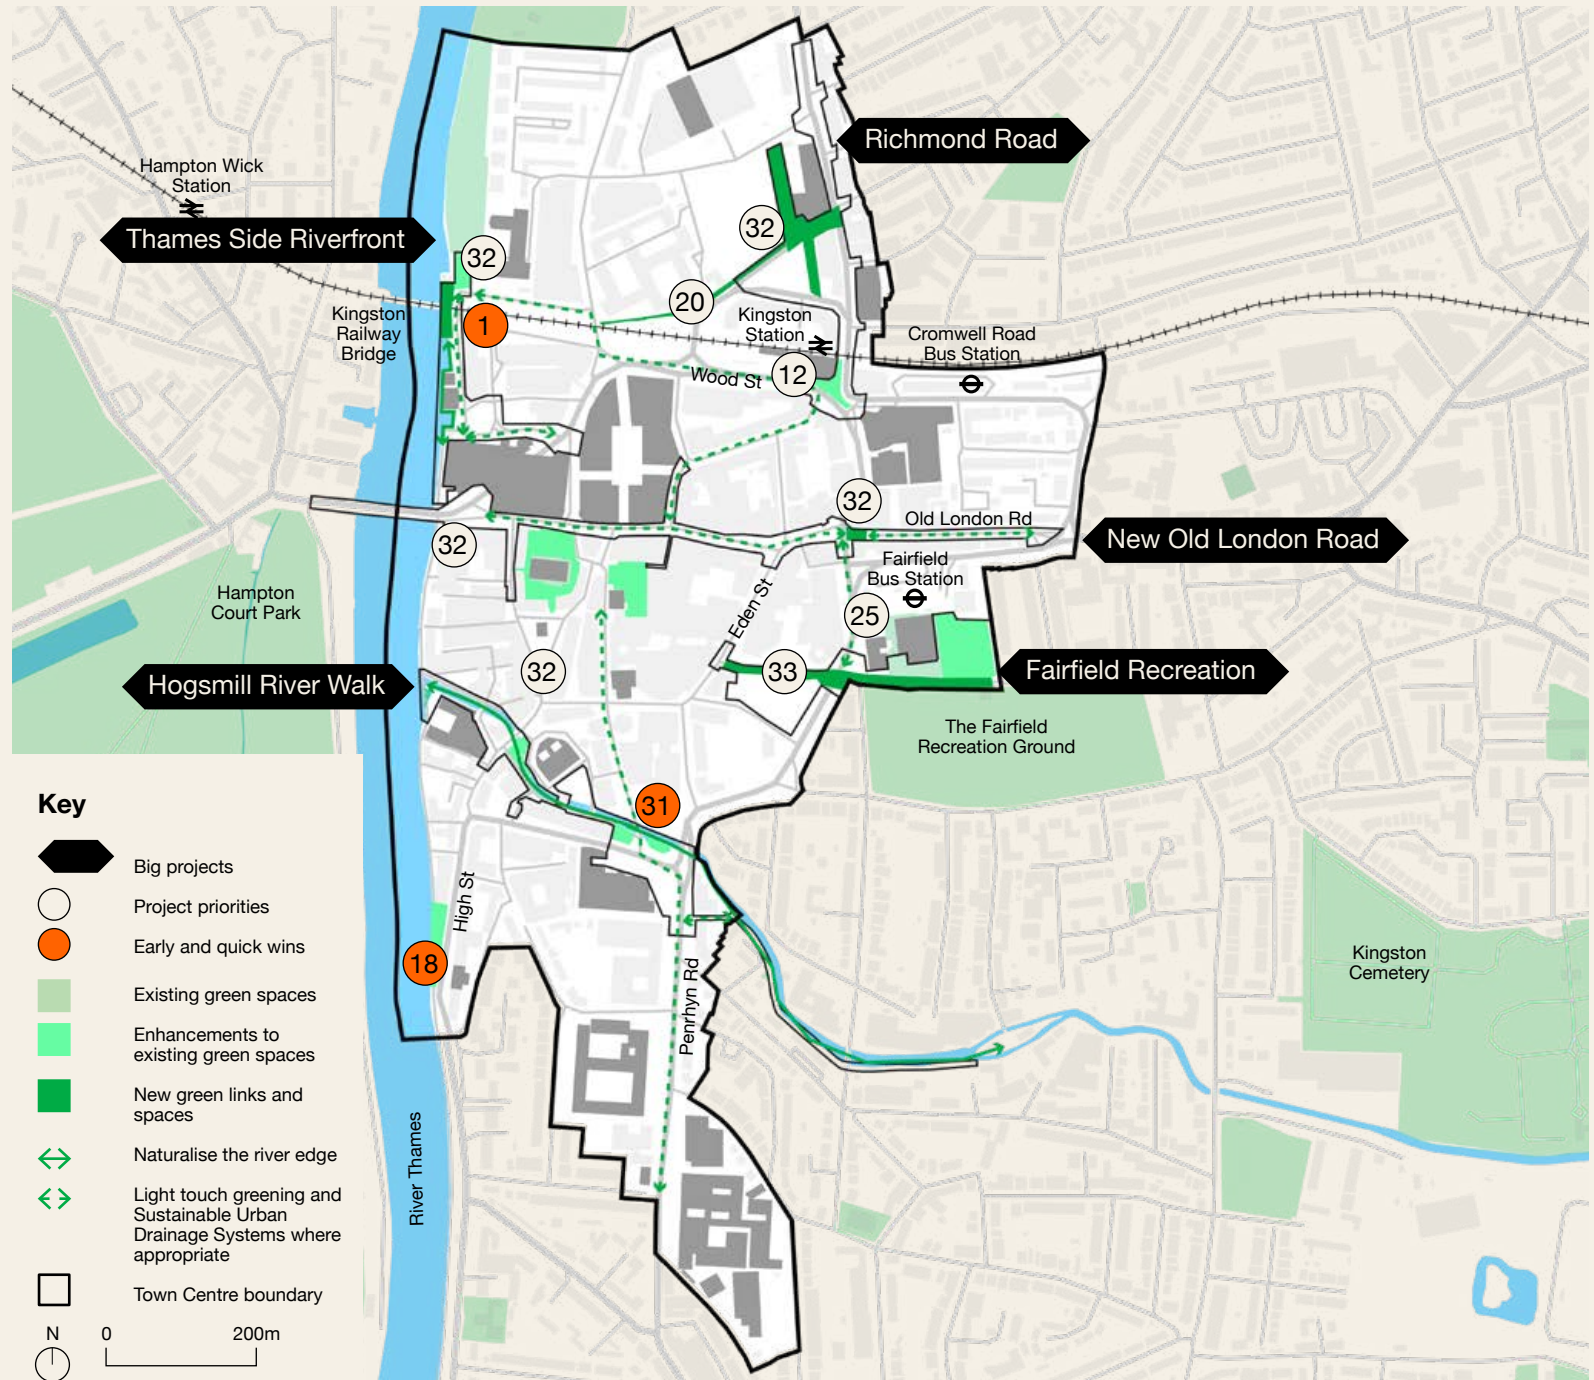 Richmond Road
Hampton Wick
Station
Thames Side Riverfront
32
32
20
1
Kingston
Railway
Bridge
Kingston
Station
Cromwell Road
Bus Station
Wood St
12
32
Old London Rd
New Old London Road
32
Fairfield
Bus Station
Hampton
Court Park
Eden St
25
32
33
Fairfield Recreation
Hogsmill River Walk
The Fairfield
Recreation Ground
31
High St
18
Kingston
Cemetery
Penrhyn Rd
River Thames
Key
Big projects
Project priorities
Early and quick wins
Existing green spaces
Enhancements to
existing green spaces
New green links and
spaces
Naturalise the river edge
Light touch greening and
Sustainable Urban
Drainage Systems where
appropriate
Town Centre boundary
N
0
200m